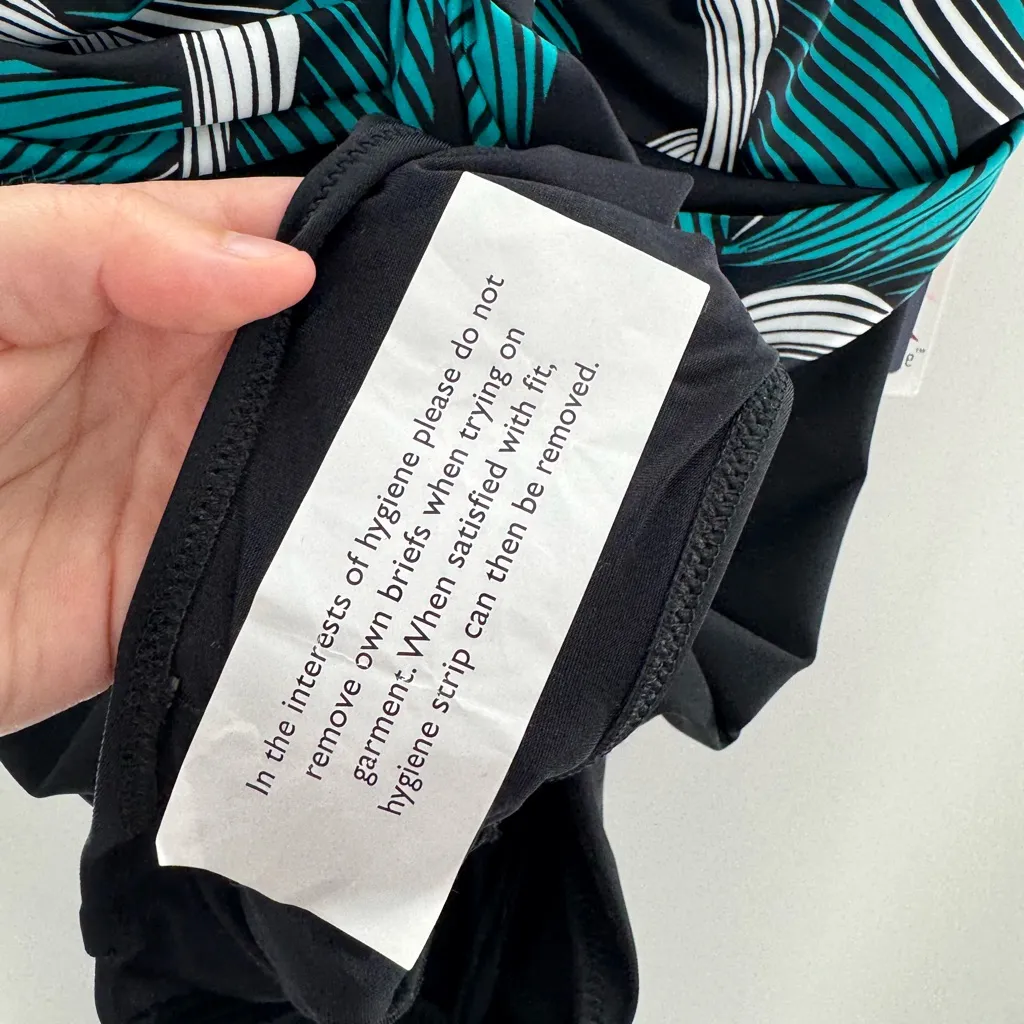 In the interests of hygiene please do not
remove own briefs when trying on
garment. When satisfied with fit,
hygiene strip can then be removed.
e™